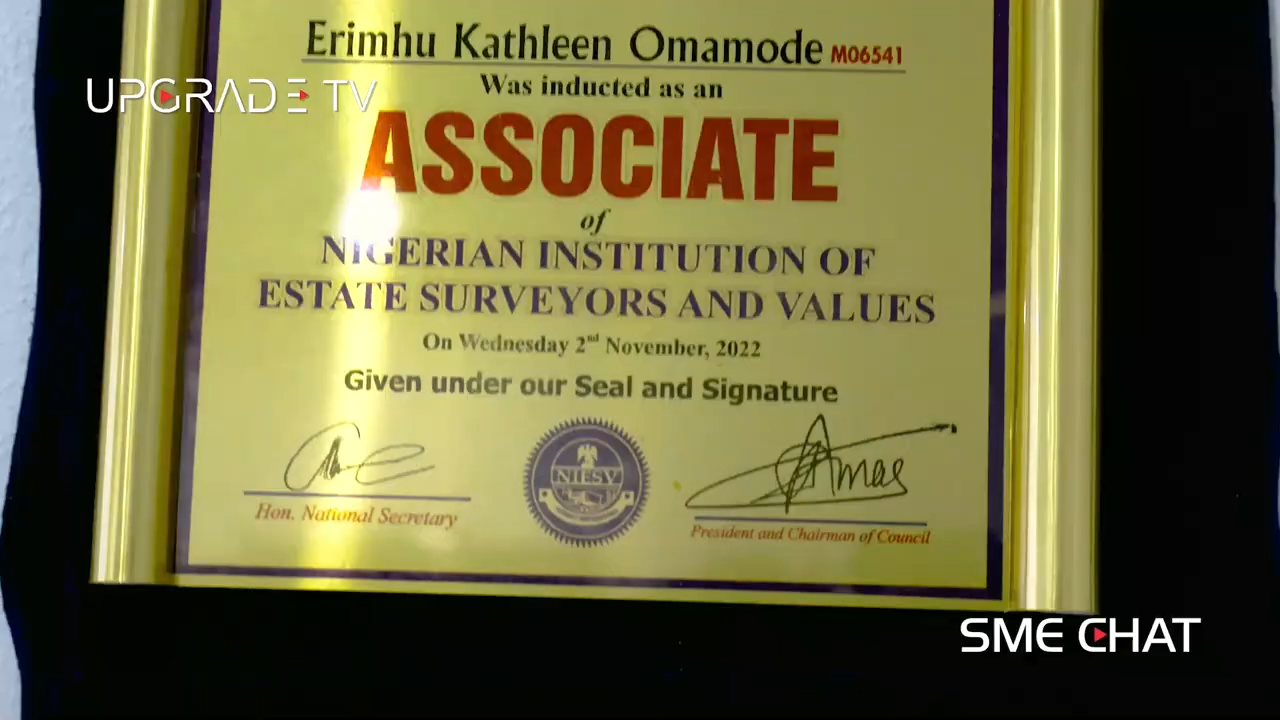 Erimhu Kathleen Omamode M06541
UPGRADE TV
Was inducted as an
ASSOCIATE
of
NIGERIAN INSTITUTION OF
ESTATE SURVEYORS AND VALUES
On Wednesday 2nd November, 2022
Given under our Seal and Signature
NIESV
Hon. National Secretary
President and Chairman of Council
SME CHAT